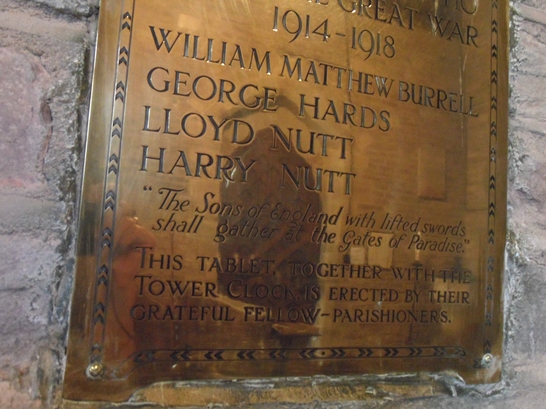 GREAT WAR
1914-1918
WILLIAM MATTHEW BURRELL
GEORGE HARDS
LLOYD NUTT
HARRY NUTT
"The Sons of England with lifted swords
shall gather at the Gates of Paradise."
THIS TABLET, TOGETHER WITH THE
TOWER CLOCK, IS ERECTED BY THEIR
GRATEFUL FELLOW-PARISHIONERS.